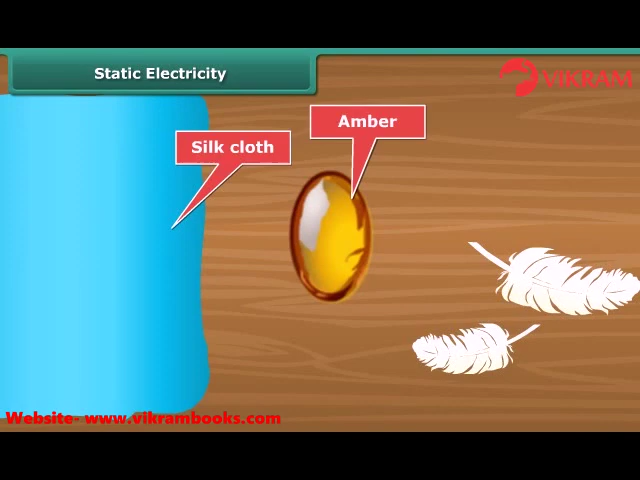 Static Electricity
VIKRAM
Amber
Silk cloth
Website- www.vikrambooks.com